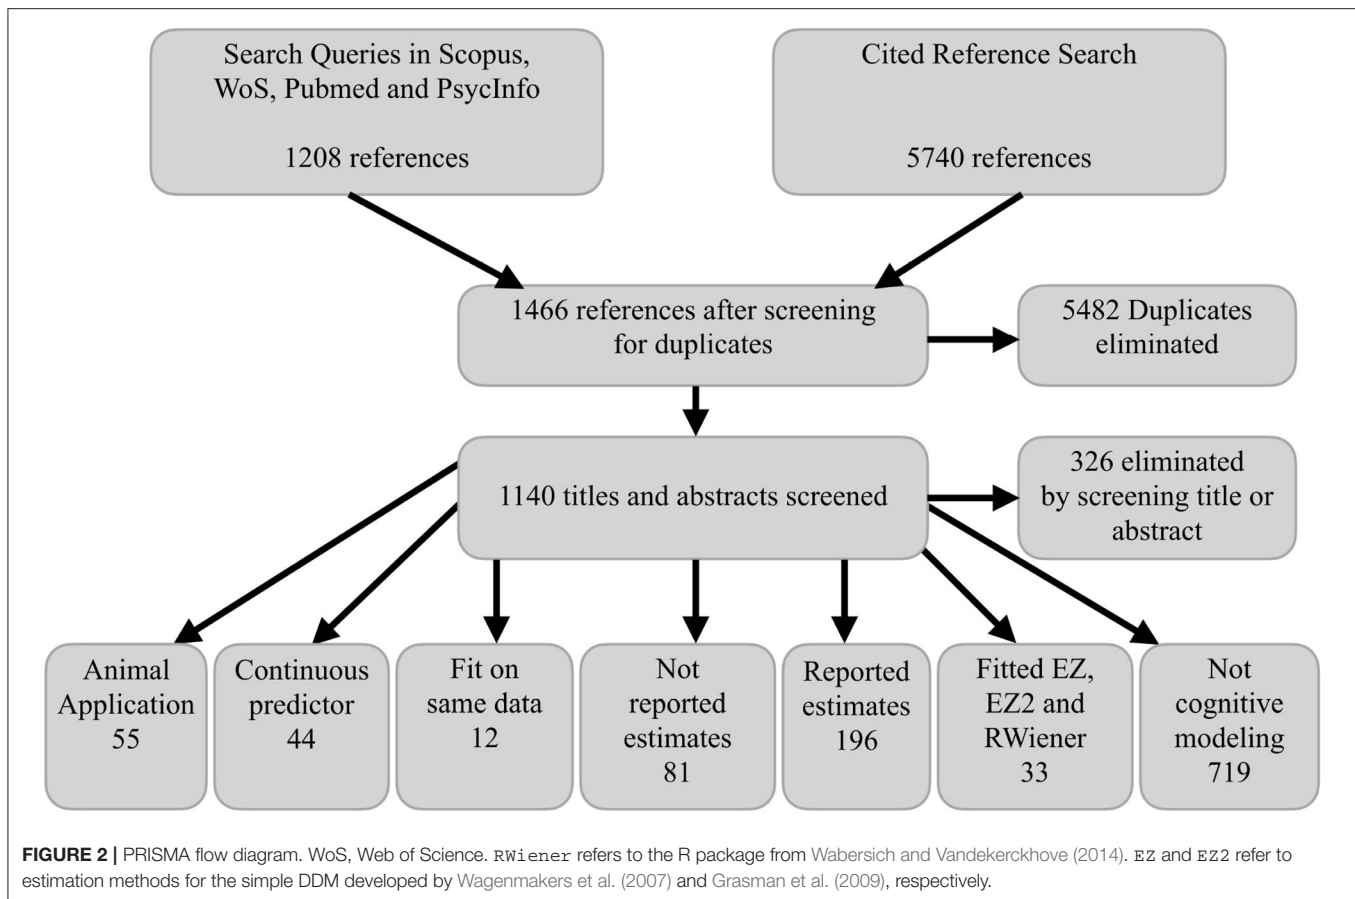 Search Queries in Scopus,
WoS, Pubmed and PsycInfo
1208 references
Cited Reference Search
5740 references
1466 references after screening
for duplicates
5482 Duplicates
eliminated
1140 titles and abstracts screened
326 eliminated
by screening title or
abstract
Animal
Application
55
Continuous
predictor
44
Fit on
same data
12
Not
reported
estimates
81
Reported
estimates
196
Fitted EZ,
EZ2 and
RWiener
33
Not
cognitive
modeling
719
FIGURE 2 | PRISMA flow diagram. WoS, Web of Science. RWiener refers to the R package from Wabersich and Vandekerckhove (2014). EZ and EZ2 refer to
estimation methods for the simple DDM developed by Wagenmakers et al. (2007) and Grasman et al. (2009), respectively.